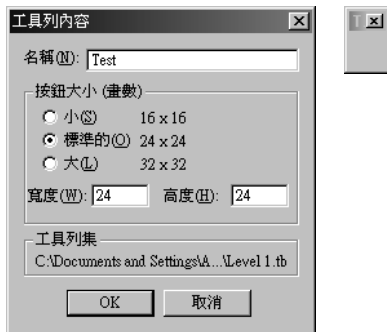 工具列內容
名稱(N): Test
按鈕大小 (畫數)
小(S) 16 x 16
標準的(O) 24 x 24
大(L) 32 x 32
寬度(W): 24 高度(H): 24
工具列集
C:\Documents and Settings\A...\Level 1.tb
OK 取消
T